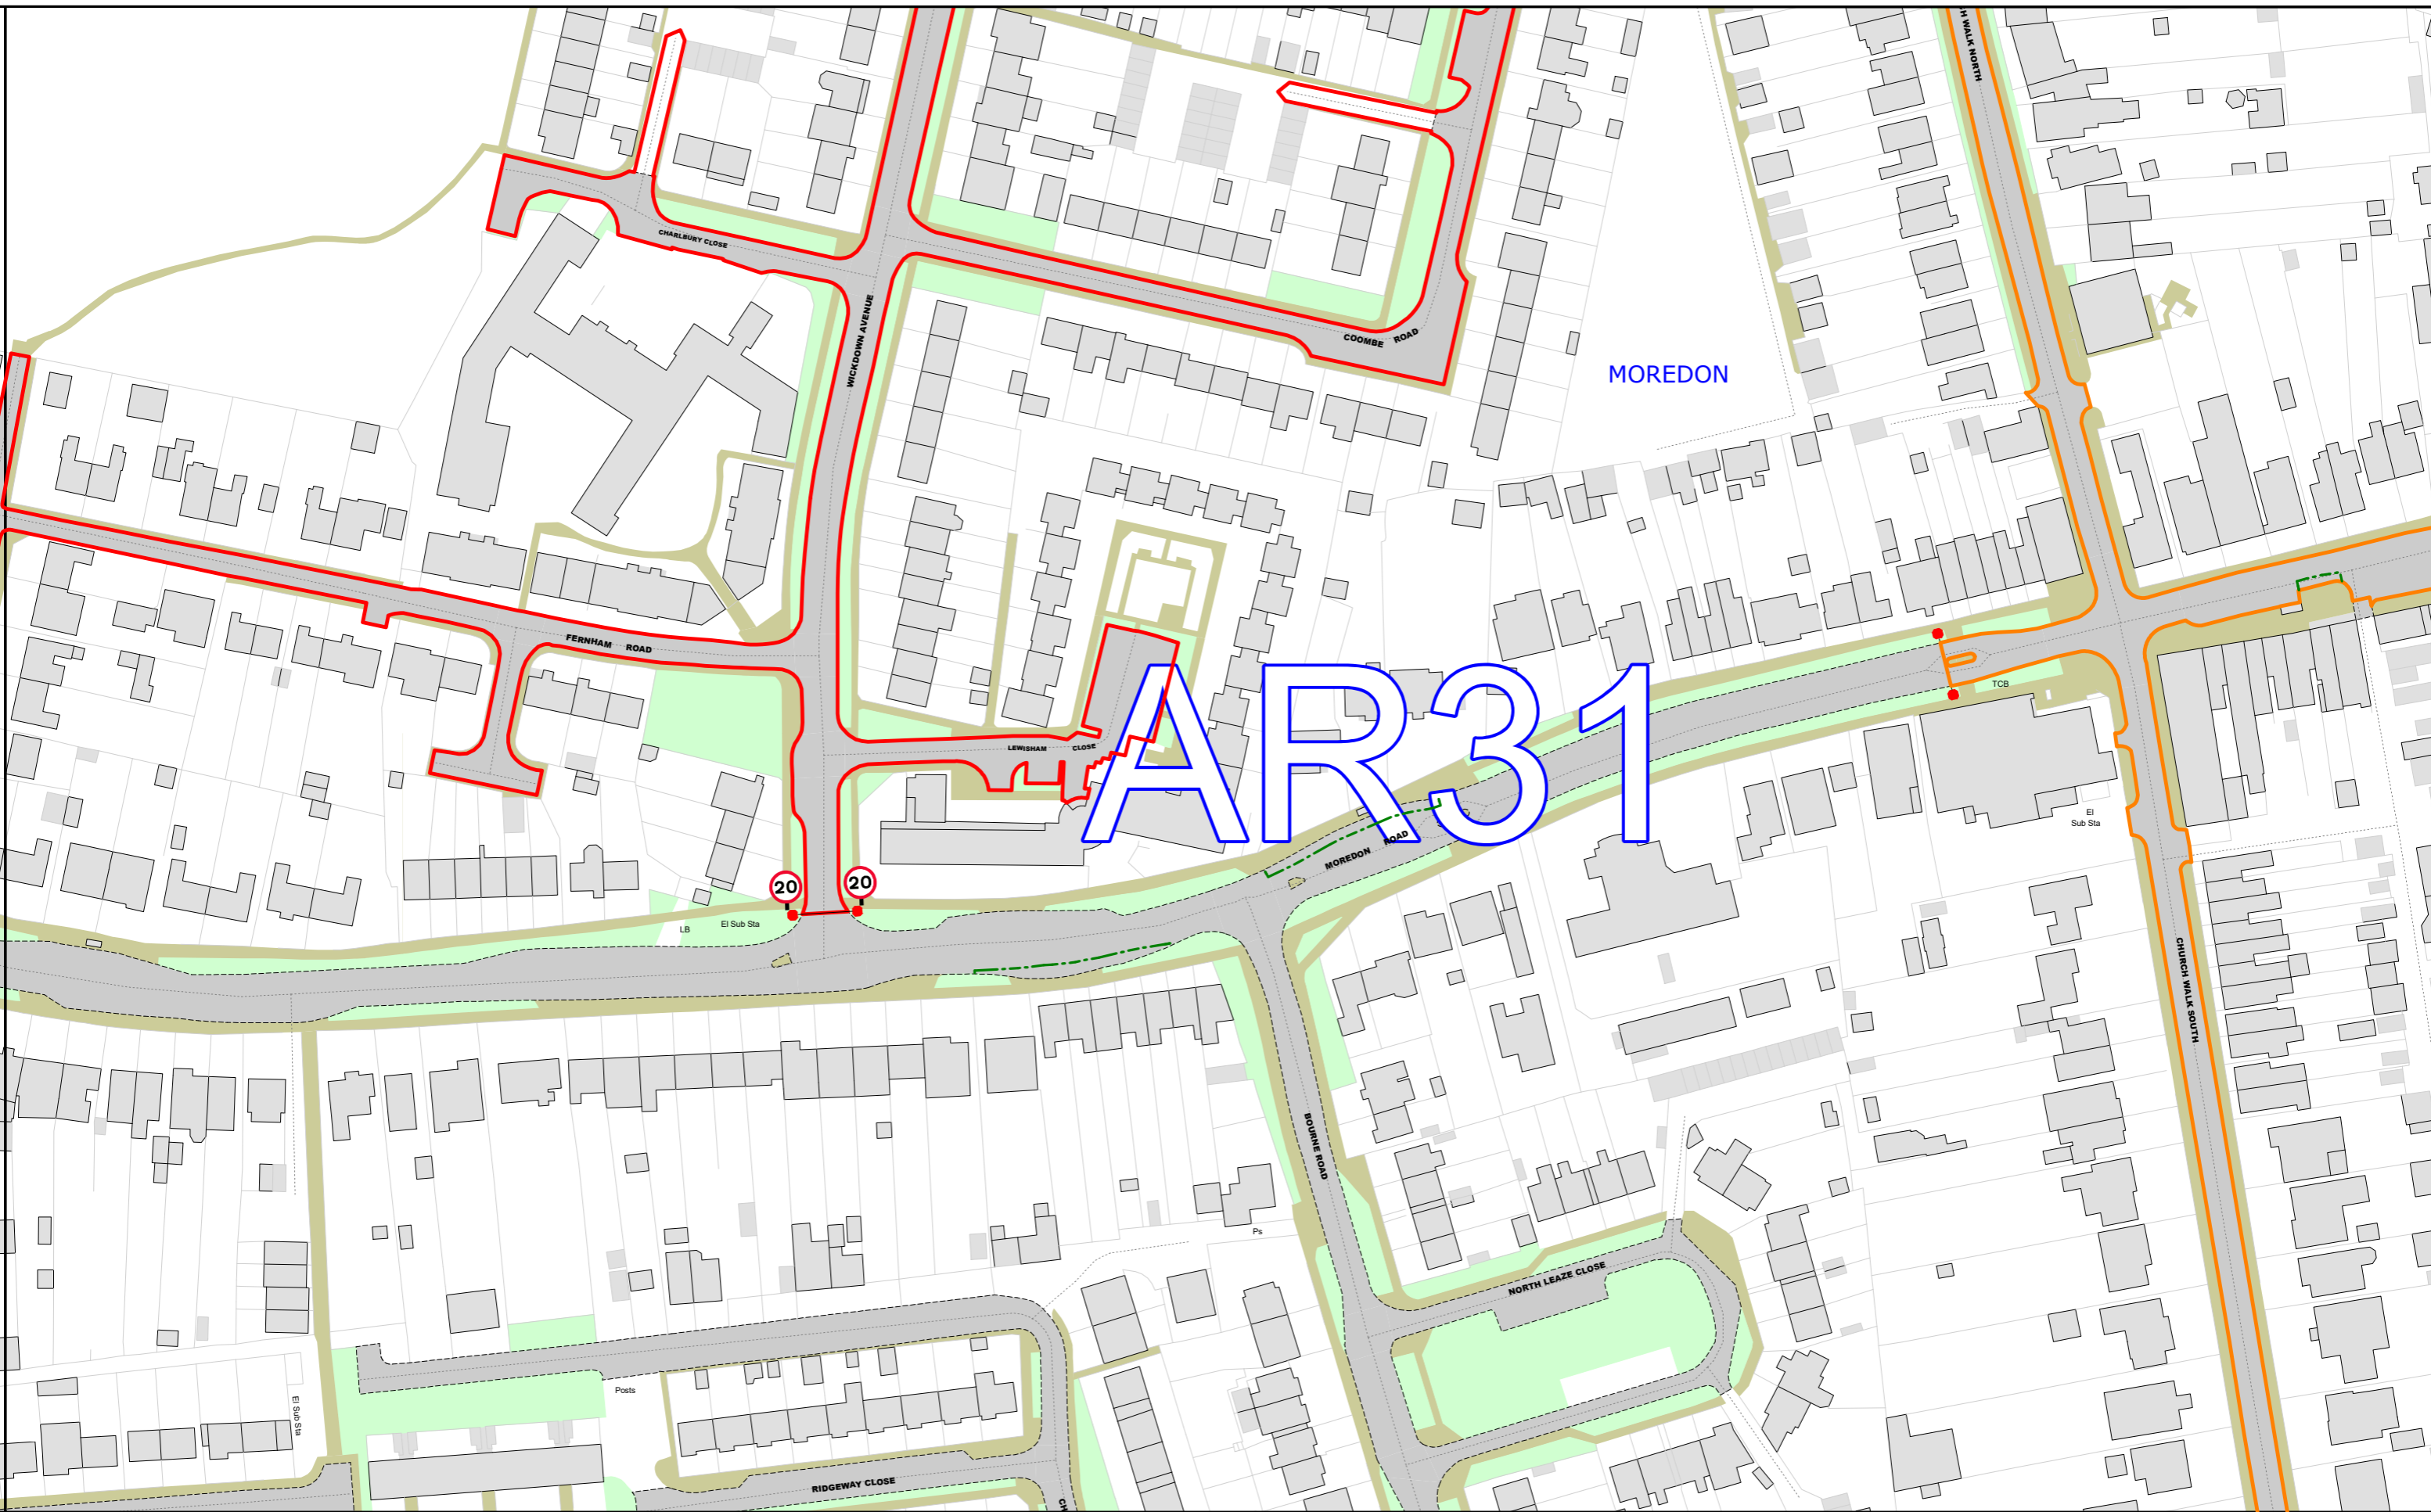 H WALK NORTH
CHARLBURY CLOSE
WICKDOWN AVENUE
COOMBE ROAD
MOREDON
FERNHAM ROAD
AR31
TCB
LEWISHAM CLOSE
El
Sub Sta
MOREDON ROAD
20
20
El Sub Sta
LB
CHURCH WALK SOUTH
BOURNE ROAD
Ps
NORTH LEAZE CLOSE
Posts
El Sub Sta
RIDGEWAY CLOSE
CH